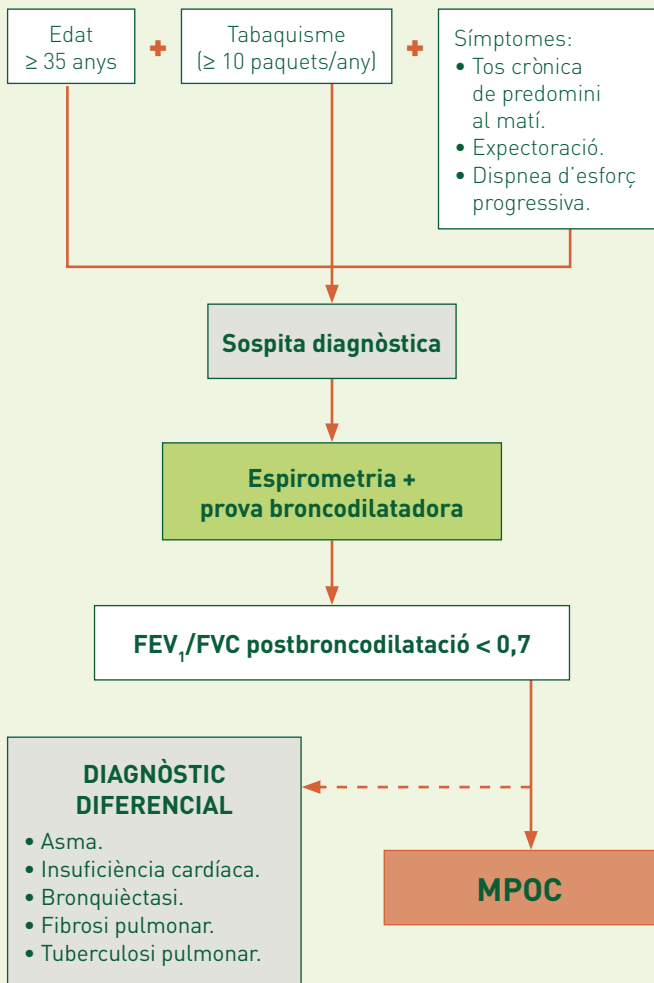 Edat
≥ 35 anys
+
Tabaquisme
(≥ 10 paquets/any)
+
Símptomes:
• Tos crònica
de predomini
al matí.
• Expectoració.
• Dispnea d’esforç
progressiva.
Sospita diagnòstica
Espirometria +
prova broncodilatadora
FEV₁/FVC postbroncodilatació < 0,7
DIAGNÒSTIC
DIFERENCIAL
• Asma.
• Insuficiència cardíaca.
• Bronquièctasi.
• Fibrosi pulmonar.
• Tuberculosi pulmonar.
MPOC